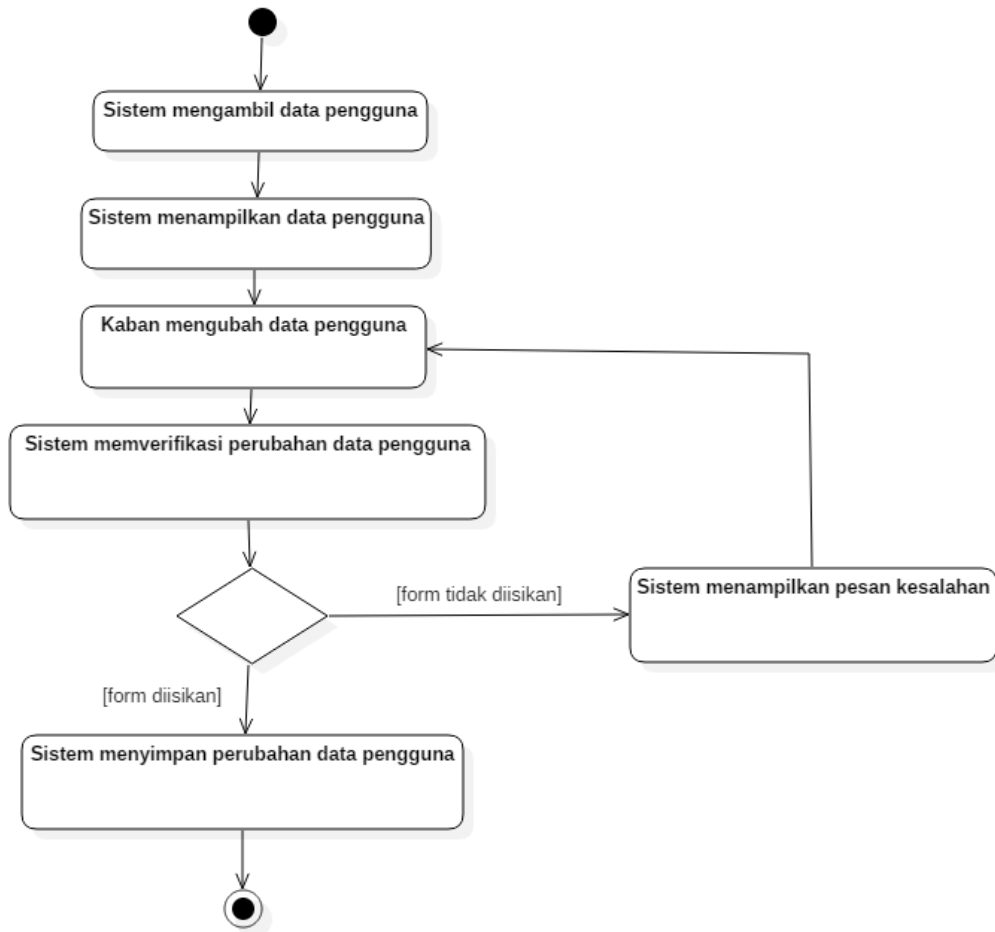 Sistem mengambil data pengguna
Sistem menampilkan data pengguna
Kaban mengubah data pengguna
Sistem memverifikasi perubahan data pengguna
[form tidak diisikan]
Sistem menampilkan pesan kesalahan
[form diisikan]
Sistem menyimpan perubahan data pengguna